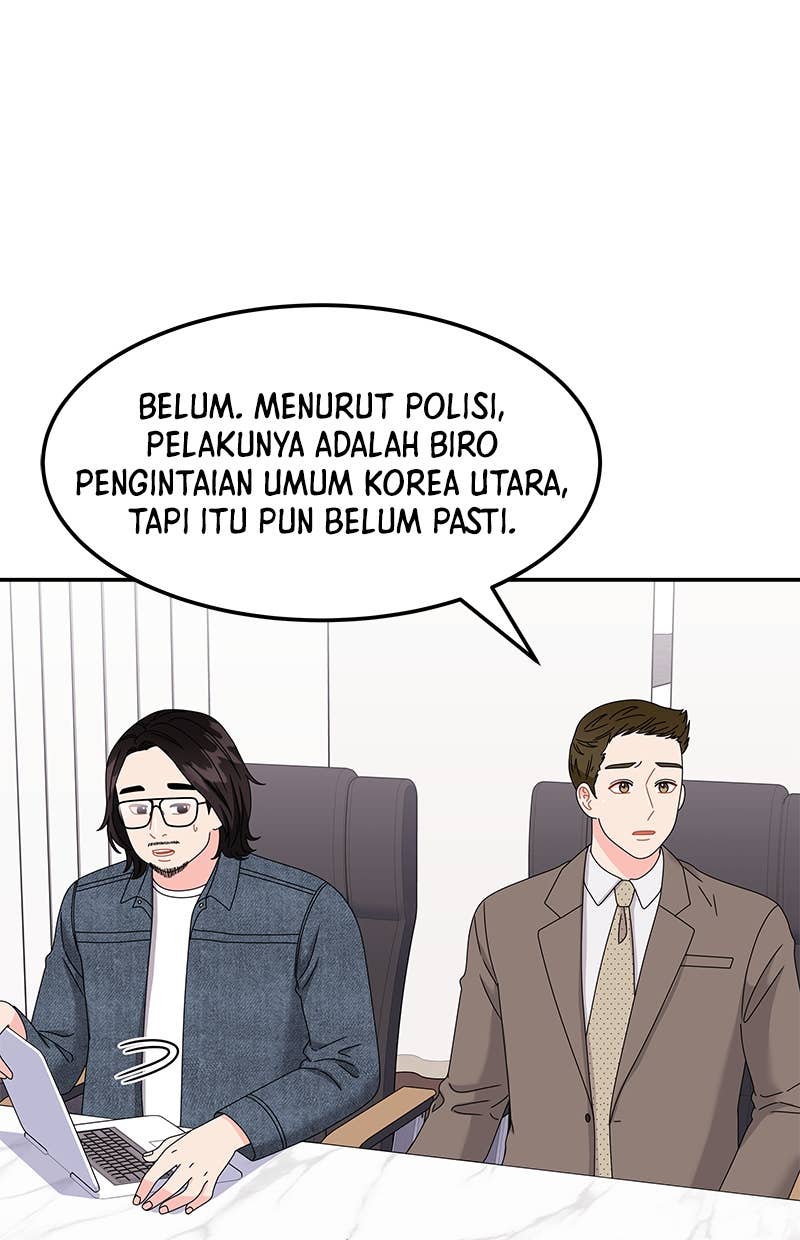 BELUM. MENURUT POLISI,
PELAKUNYA ADALAH BIRO
PENGINTAIAN UMUM KOREA UTARA,
TAPI ITU PUN BELUM PASTI.